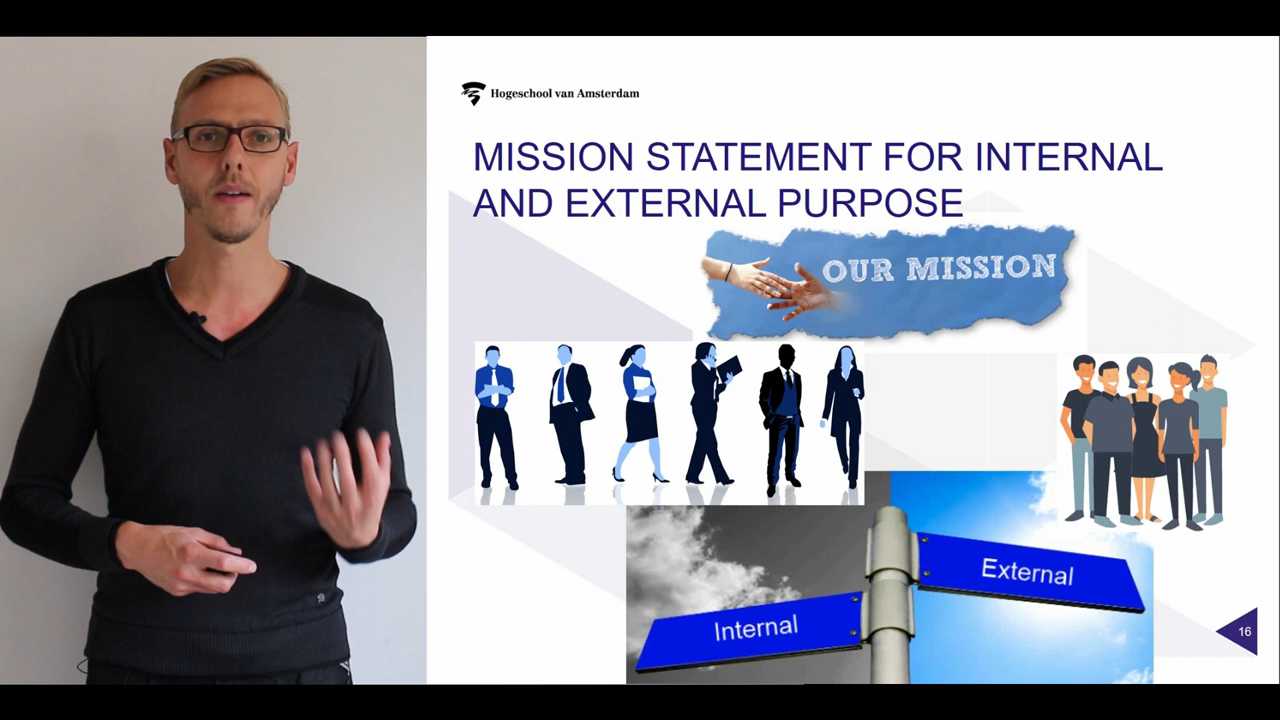 Hogeschool van Amsterdam
MISSION STATEMENT FOR INTERNAL
AND EXTERNAL PURPOSE
OUR MISSION
External
Internal
16